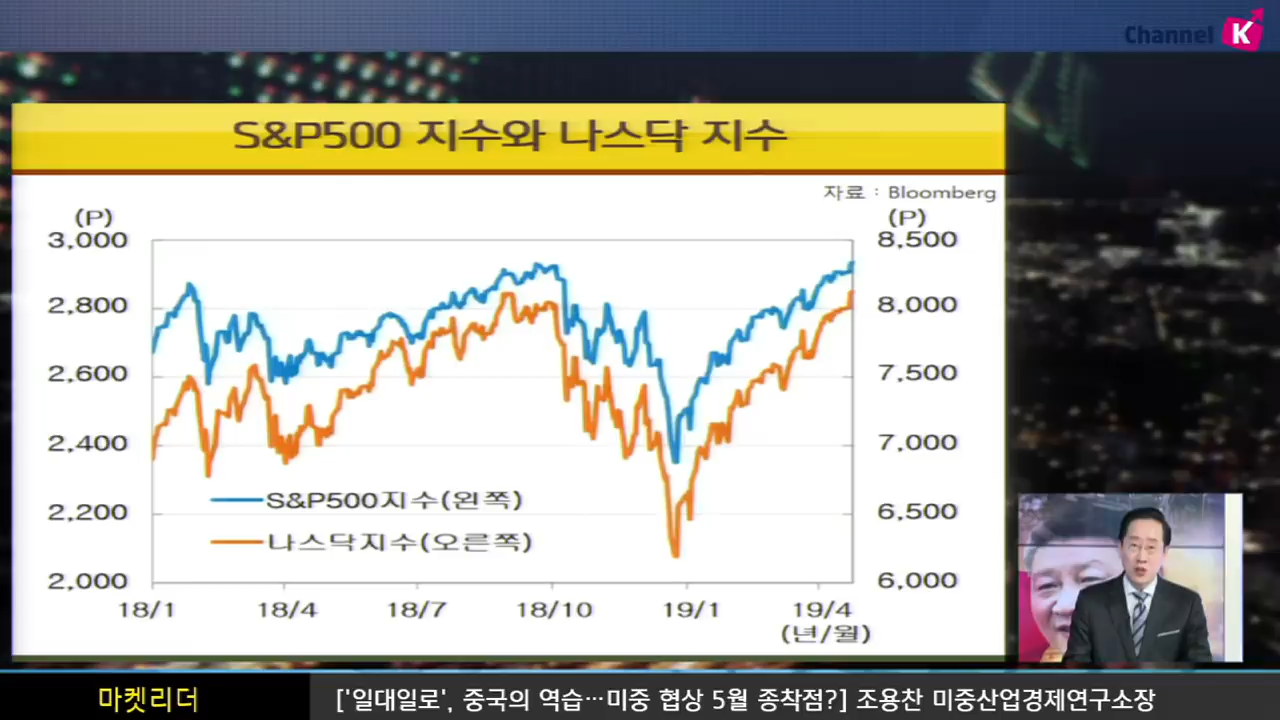 Channel K
S&P500 지수와 나스닥 지수
자료 : Bloomberg
(P)
(P)
3,000
8,500
2,800
8,000
2,600
7,500
2,400
7,000
2,200
6,500
2,000
6,000
S&P500지수(왼쪽)
나스닥지수(오른쪽)
18/1 18/4 18/7 18/10 19/1 19/4
(년/월)
마켓리더
['일대일로', 중국의 역습…미중 협상 5월 종착점?] 조용찬 미중산업경제연구소장